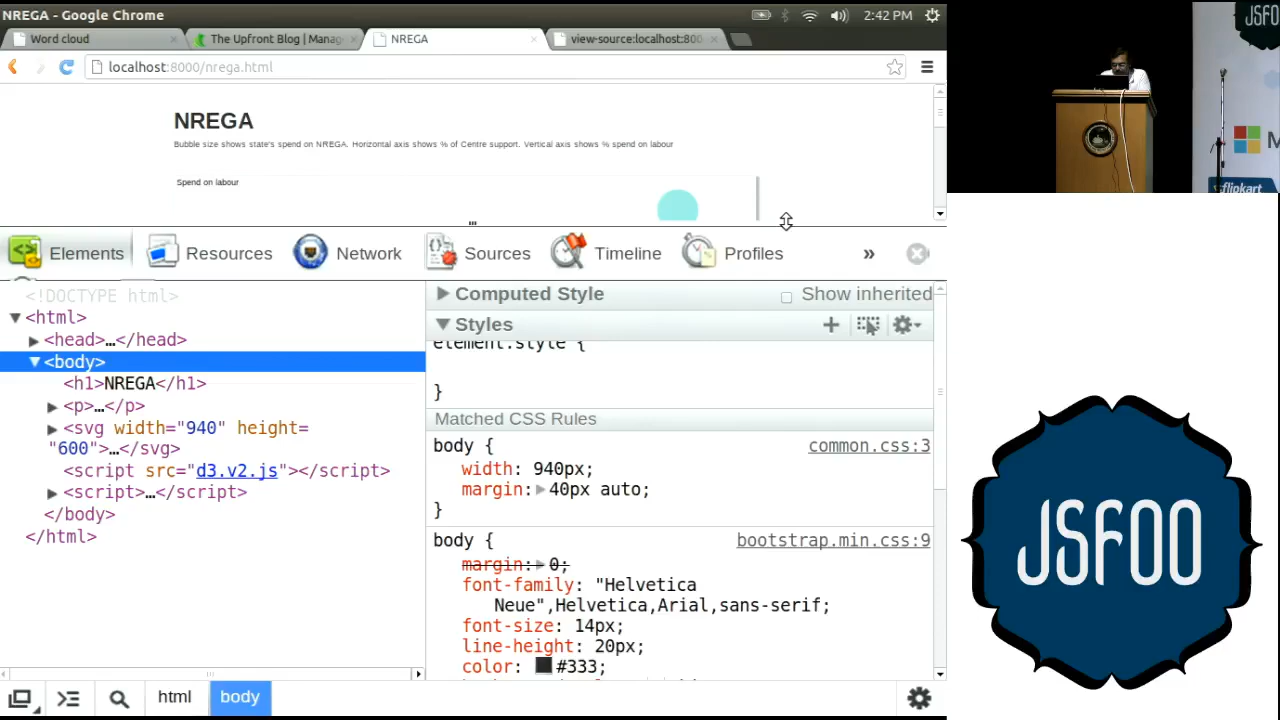 NREGA - Google Chrome
2:42 PM
Word cloud
The Upfront Blog | Manag
NREGA
view-source:localhost:800
localhost:8000/nrega.html
NREGA
Bubble size shows state's spend on NREGA. Horizontal axis shows % of Centre support. Vertical axis shows % spend on labour
Spend on labour
Elements
Resources
Network
Sources
Timeline
Profiles
»
<!DOCTYPE html>
<html>
<head>…</head>
<body>
<h1>NREGA</h1>
<p>…</p>
<svg width="940" height=
"600">…</svg>
<script src="d3.v2.js"></script>
<script>…</script>
</body>
</html>
Computed Style
Show inherited
Styles
element.style {
}
Matched CSS Rules
body {
common.css:3
width: 940px;
margin: 40px auto;
}
body {
bootstrap.min.css:9
margin: 0;
font-family: "Helvetica
Neue",Helvetica,Arial,sans-serif;
font-size: 14px;
line-height: 20px;
color: #333;
html
body
JSFOO
M
flipkart
JSFOO